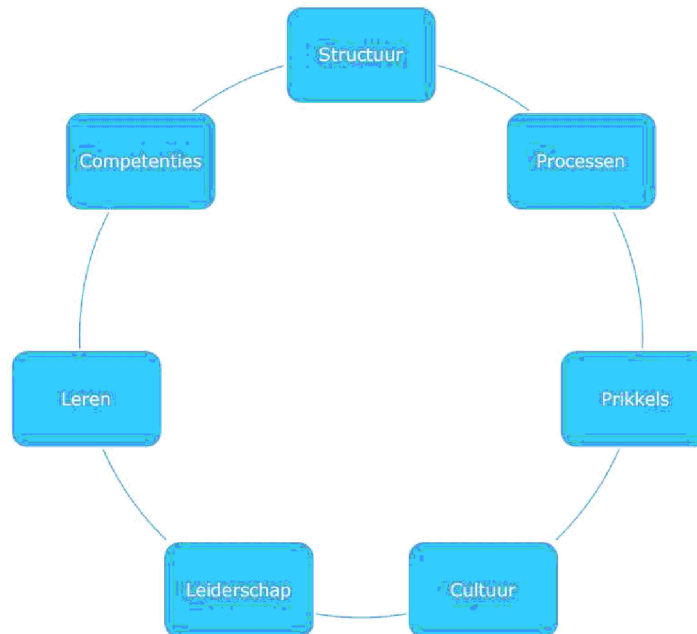 Structuur
Processen
Prikkels
Cultuur
Leiderschap
Leren
Competenties